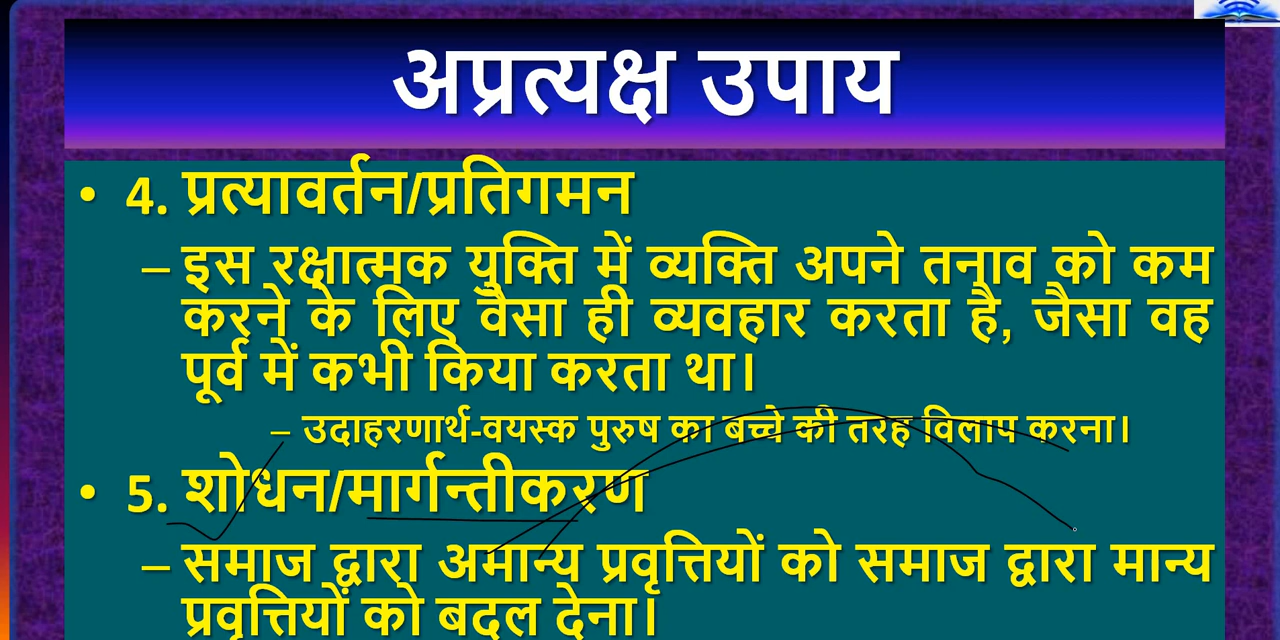 अप्रत्यक्ष उपाय
• 4. प्रत्यावर्तन/प्रतिगमन
– इस रक्षात्मक युक्ति में व्यक्ति अपने तनाव को कम
करने के लिए वैसा ही व्यवहार करता है, जैसा वह
पूर्व में कभी किया करता था।
– उदाहरणार्थ-वयस्क पुरुष का बच्चे की तरह विलाप करना।
• 5. शोधन/मार्गन्तीकरण
– समाज द्वारा अमान्य प्रवृत्तियों को समाज द्वारा मान्य
प्रवृत्तियों को बदल देना।